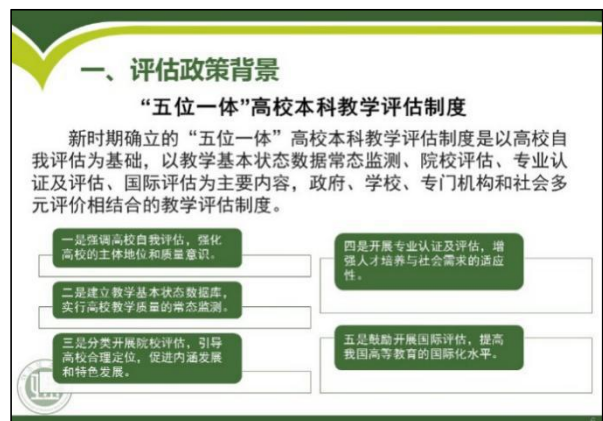 一、评估政策背景
“五位一体”高校本科教学评估制度
新时期确立的“五位一体”高校本科教学评估制度是以高校自
我评估为基础，以教学基本状态数据常态监测、院校评估、专业认
证及评估、国际评估为主要内容，政府、学校、专门机构和社会多
元评价相结合的教学评估制度。
一是强调高校自我评估，强化
高校的主体地位和质量意识。
二是建立教学基本状态数据库，
实行高校教学质量的常态监测。
三是分类开展院校评估，引导
高校合理定位，促进内涵发展
和特色发展。
四是开展专业认证及评估，增
强人才培养与社会需求的适应
性。
五是鼓励开展国际评估，提高
我国高等教育的国际化水平。